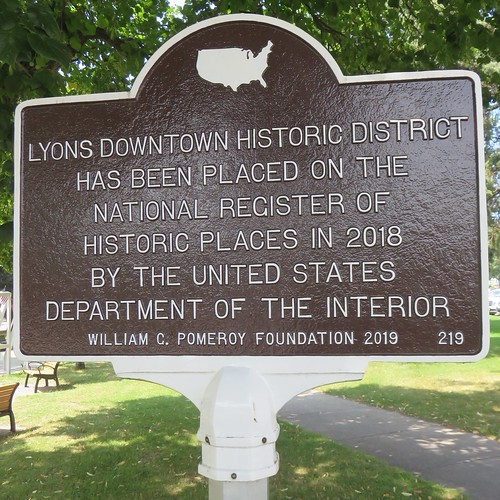 LYONS DOWNTOWN HISTORIC DISTRICT
HAS BEEN PLACED ON THE
NATIONAL REGISTER OF
HISTORIC PLACES IN 2018
BY THE UNITED STATES
DEPARTMENT OF THE INTERIOR
WILLIAM C. POMEROY FOUNDATION 2019 219